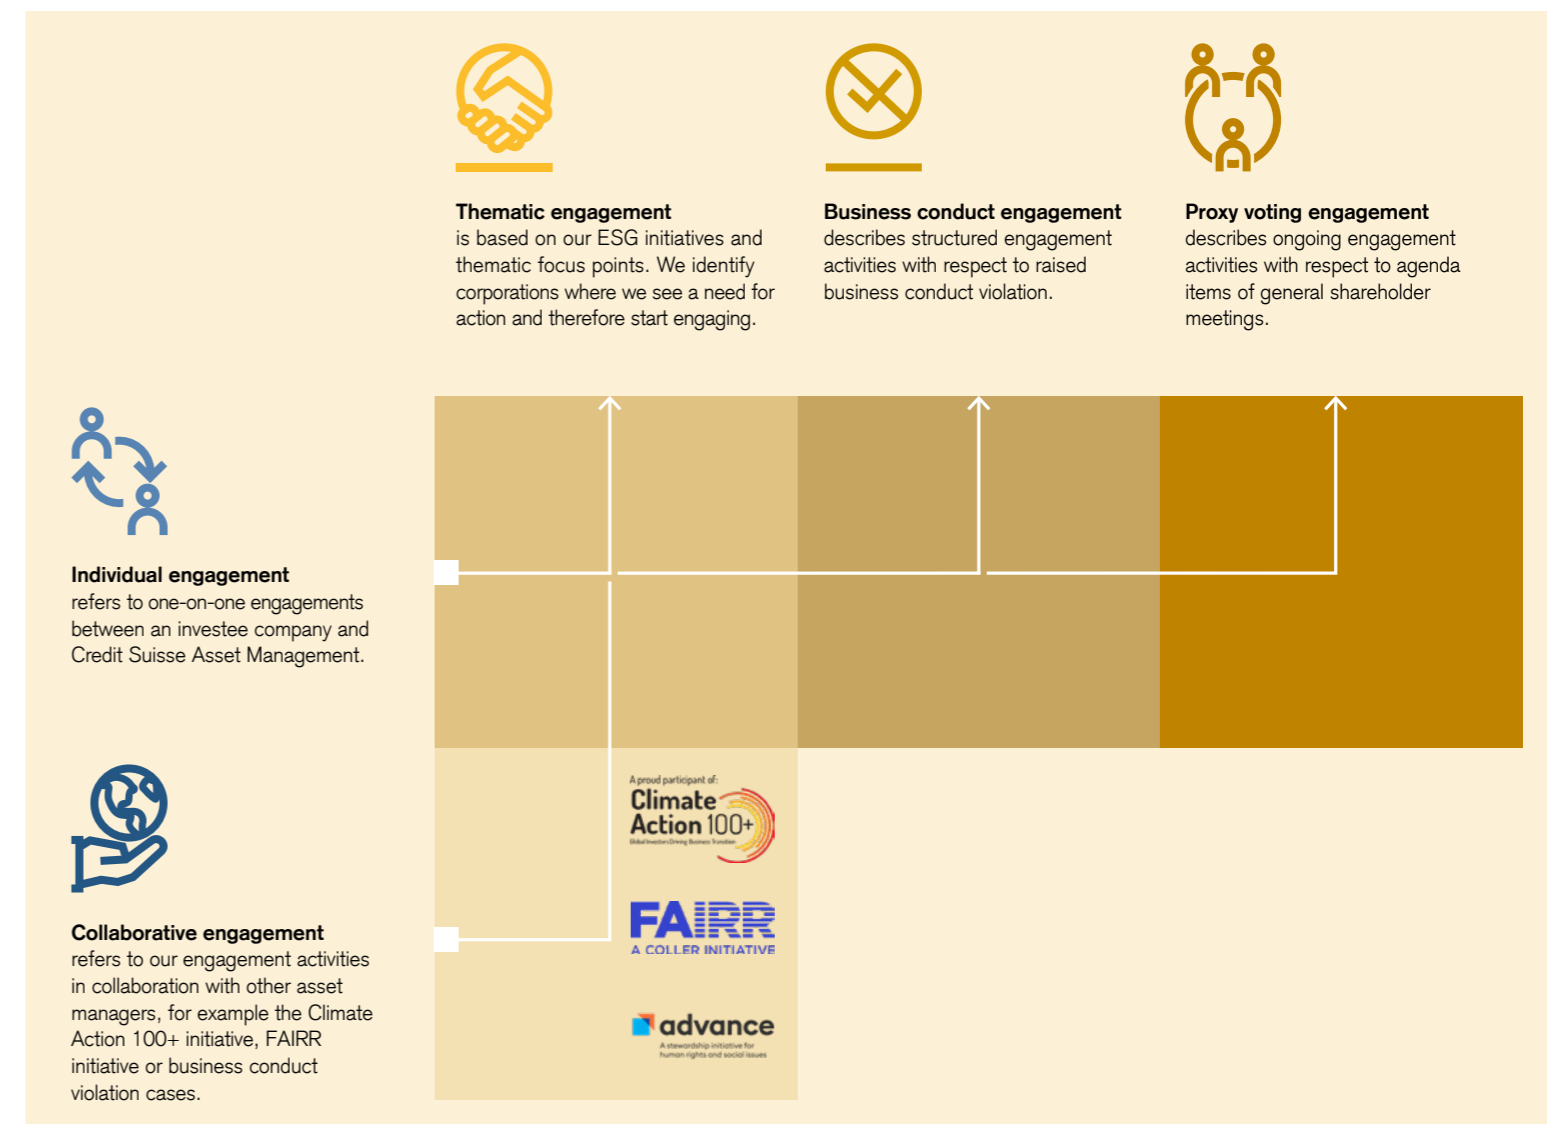 Thematic engagement
is based on our ESG initiatives and
thematic focus points. We identify
corporations where we see a need for
action and therefore start engaging.
Business conduct engagement
describes structured engagement
activities with respect to raised
business conduct violation.
Proxy voting engagement
describes ongoing engagement
activities with respect to agenda
items of general shareholder
meetings.
Individual engagement
refers to one-on-one engagements
between an investee company and
Credit Suisse Asset Management.
Collaborative engagement
refers to our engagement activities
in collaboration with other asset
managers, for example the Climate
Action 100+ initiative, FAIRR
initiative or business conduct
violation cases.
A proud participant of:
Climate
Action 100+
Global Investors Driving Business Transition
FAIRR
A COLLER INITIATIVE
advance
A stewardship initiative for
human rights and social issues